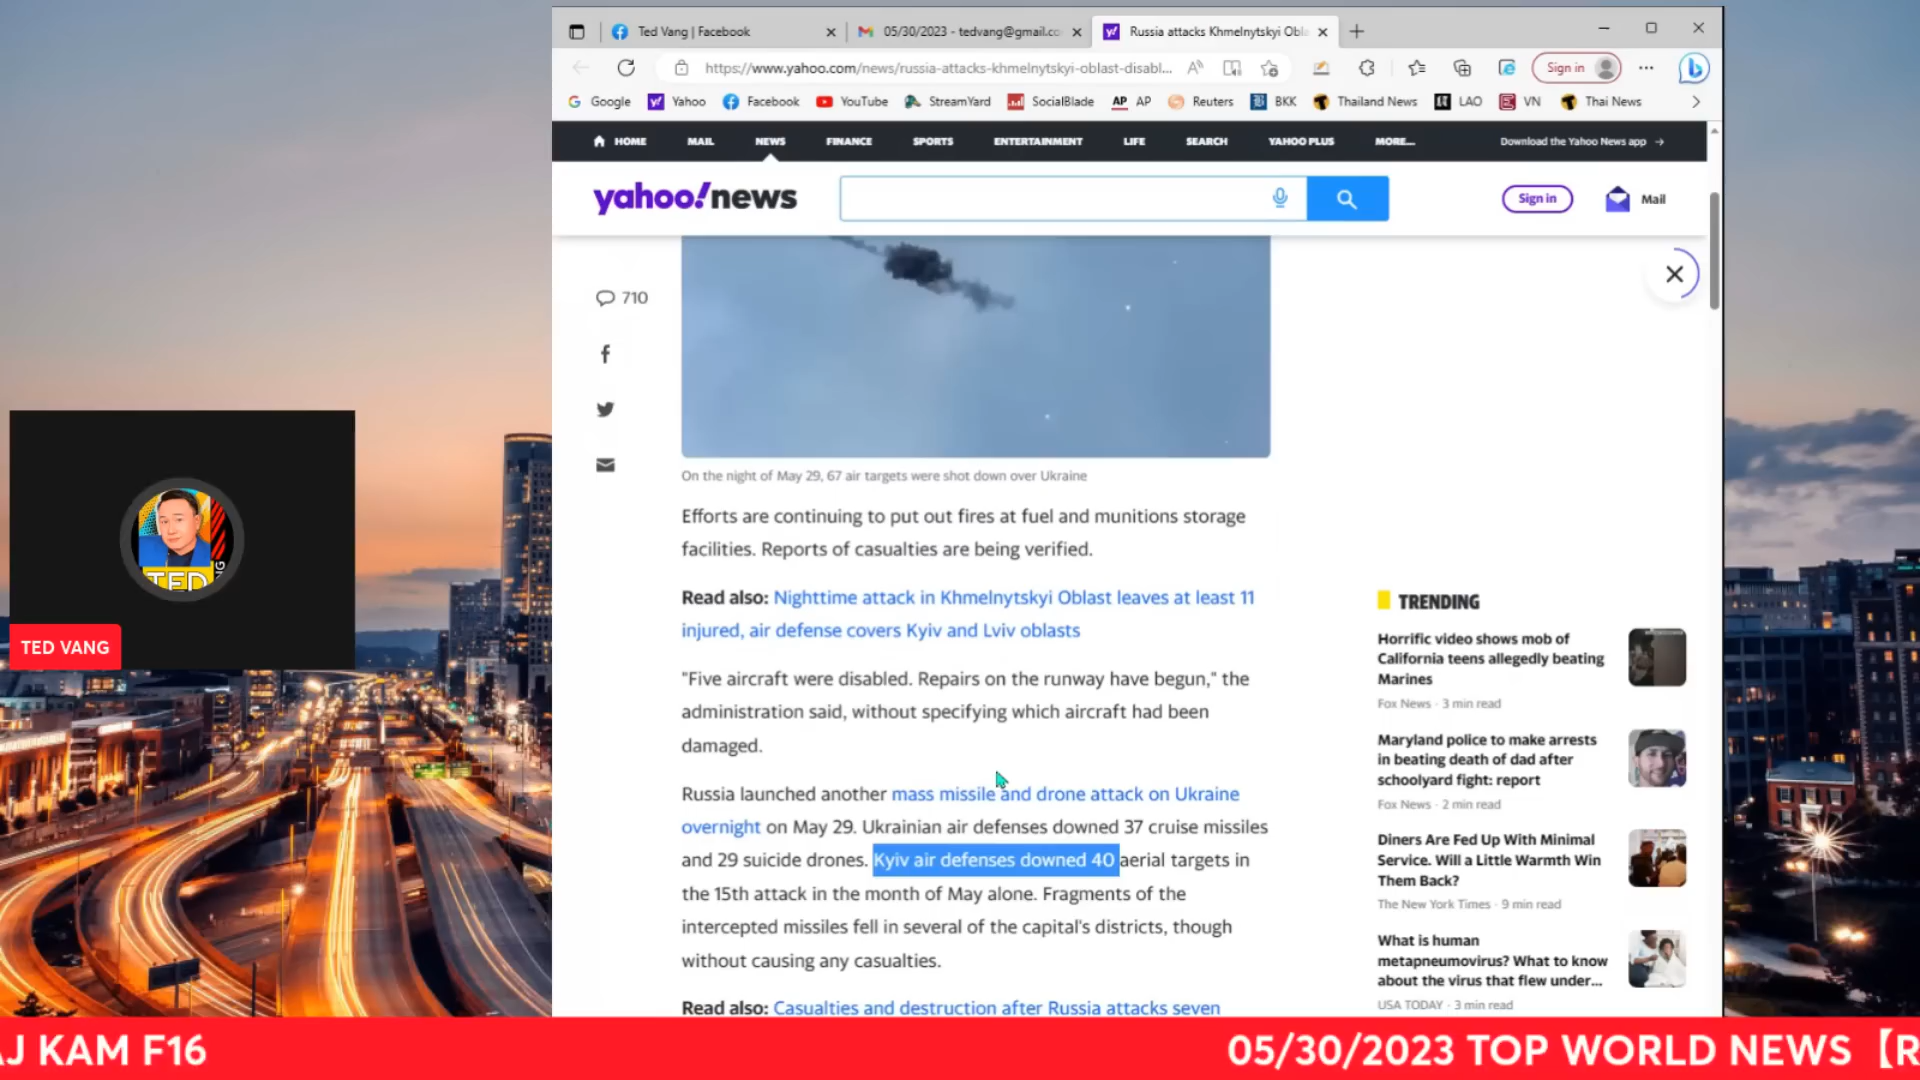 Ted Vang | Facebook
05/30/2023 - tedvang@gmail.co
Russia attacks Khmelnytskyi Obla
https://www.yahoo.com/news/russia-attacks-khmelnytskyi-oblast-disabl...
Sign in
Google
Yahoo
Facebook
YouTube
StreamYard
SocialBlade
AP AP
Reuters
BKK
Thailand News
LAO
VN
Thai News
HOME
MAIL
NEWS
FINANCE
SPORTS
ENTERTAINMENT
LIFE
SEARCH
YAHOO PLUS
MORE...
Download the Yahoo News app →
yahoo!news
Sign in
Mail
710
On the night of May 29, 67 air targets were shot down over Ukraine
Efforts are continuing to put out fires at fuel and munitions storage
facilities. Reports of casualties are being verified.
Read also: Nighttime attack in Khmelnytskyi Oblast leaves at least 11
injured, air defense covers Kyiv and Lviv oblasts
"Five aircraft were disabled. Repairs on the runway have begun," the
administration said, without specifying which aircraft had been
damaged.
Russia launched another mass missile and drone attack on Ukraine
overnight on May 29. Ukrainian air defenses downed 37 cruise missiles
and 29 suicide drones. Kyiv air defenses downed 40 aerial targets in
the 15th attack in the month of May alone. Fragments of the
intercepted missiles fell in several of the capital's districts, though
without causing any casualties.
Read also: Casualties and destruction after Russia attacks seven
TRENDING
Horrific video shows mob of
California teens allegedly beating
Marines
Fox News · 3 min read
Maryland police to make arrests
in beating death of dad after
schoolyard fight: report
Fox News · 2 min read
Diners Are Fed Up With Minimal
Service. Will a Little Warmth Win
Them Back?
The New York Times · 9 min read
What is human
metapneumovirus? What to know
about the virus that flew under...
USA TODAY · 3 min read
TED
TED VANG
AJ KAM F16
05/30/2023 TOP WORLD NEWS【R